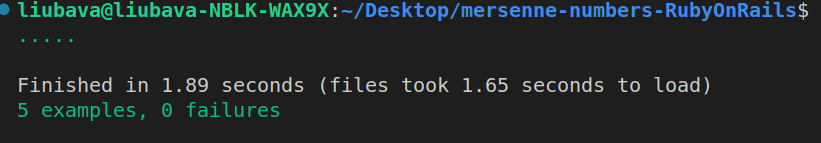 liubava@liubava-NBLK-WAX9X:~/Desktop/mersenne-numbers-RubyOnRails$
.....
Finished in 1.89 seconds (files took 1.65 seconds to load)
5 examples, 0 failures